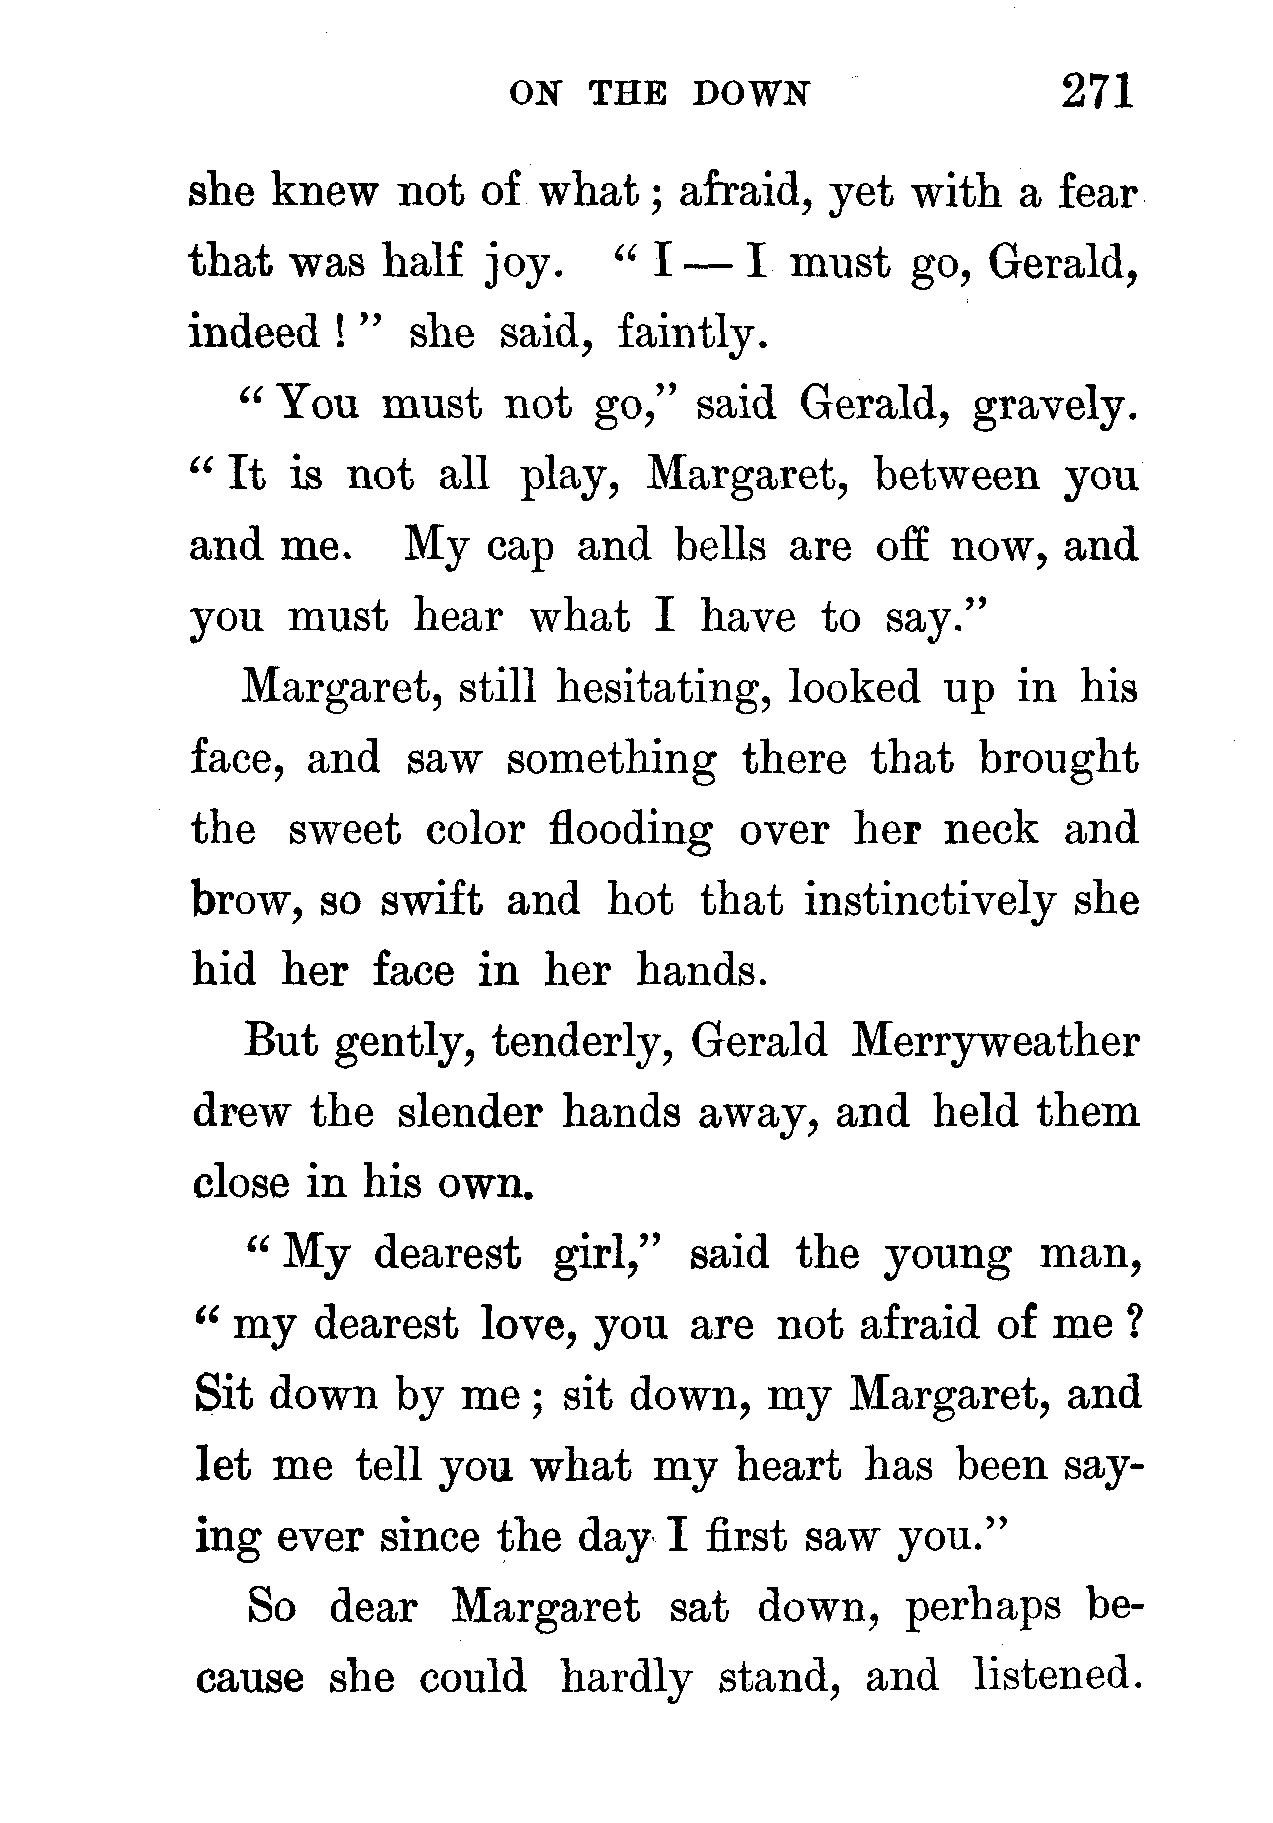 ON THE DOWN 271
she knew not of what; afraid, yet with a fear
that was half joy. "I—I must go, Gerald,
indeed!" she said, faintly.
"You must not go," said Gerald, gravely.
"It is not all play, Margaret, between you
and me. My cap and bells are off now, and
you must hear what I have to say."
Margaret, still hesitating, looked up in his
face, and saw something there that brought
the sweet color flooding over her neck and
brow, so swift and hot that instinctively she
hid her face in her hands.
But gently, tenderly, Gerald Merryweather
drew the slender hands away, and held them
close in his own.
"My dearest girl," said the young man,
"my dearest love, you are not afraid of me?
Sit down by me; sit down, my Margaret, and
let me tell you what my heart has been say-
ing ever since the day I first saw you."
So dear Margaret sat down, perhaps be-
cause she could hardly stand, and listened.